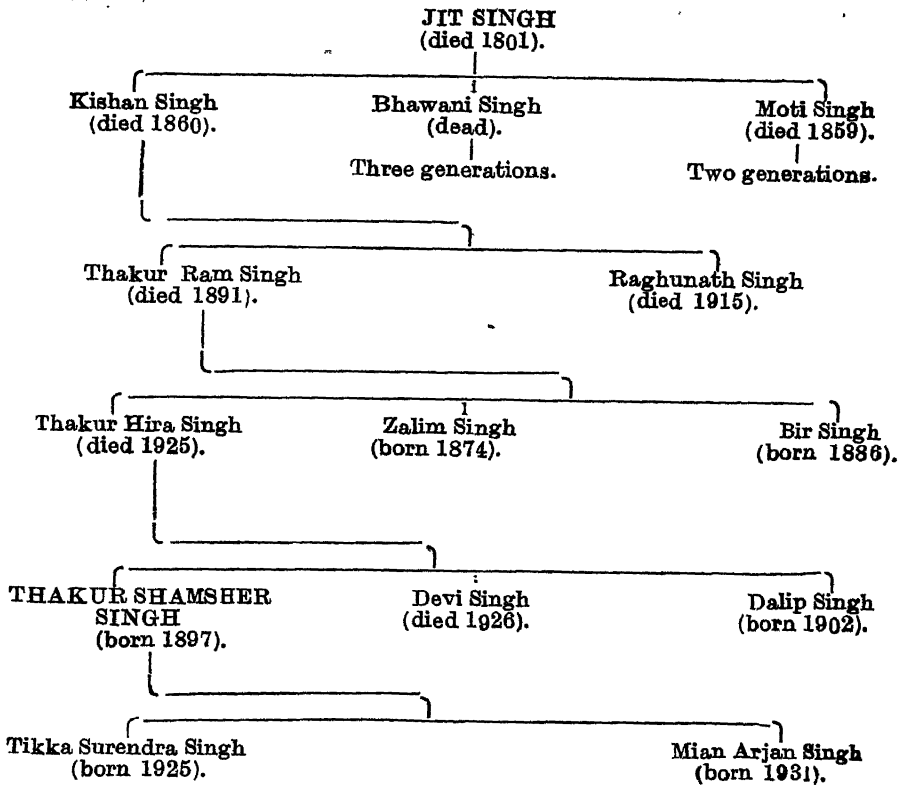 JIT SINGH
(died 1801).
Kishan Singh
(died 1860).
Bhawani Singh
(dead).
Three generations.
Moti Singh
(died 1859).
Two generations.
Thakur Ram Singh
(died 1891).
Raghunath Singh
(died 1915).
Thakur Hira Singh
(died 1925).
Zalim Singh
(born 1874).
Bir Singh
(born 1886).
THAKUR SHAMSHER
SINGH
(born 1897).
Devi Singh
(died 1926).
Dalip Singh
(born 1902).
Tikka Surendra Singh
(born 1925).
Mian Arjan Singh
(born 1931).